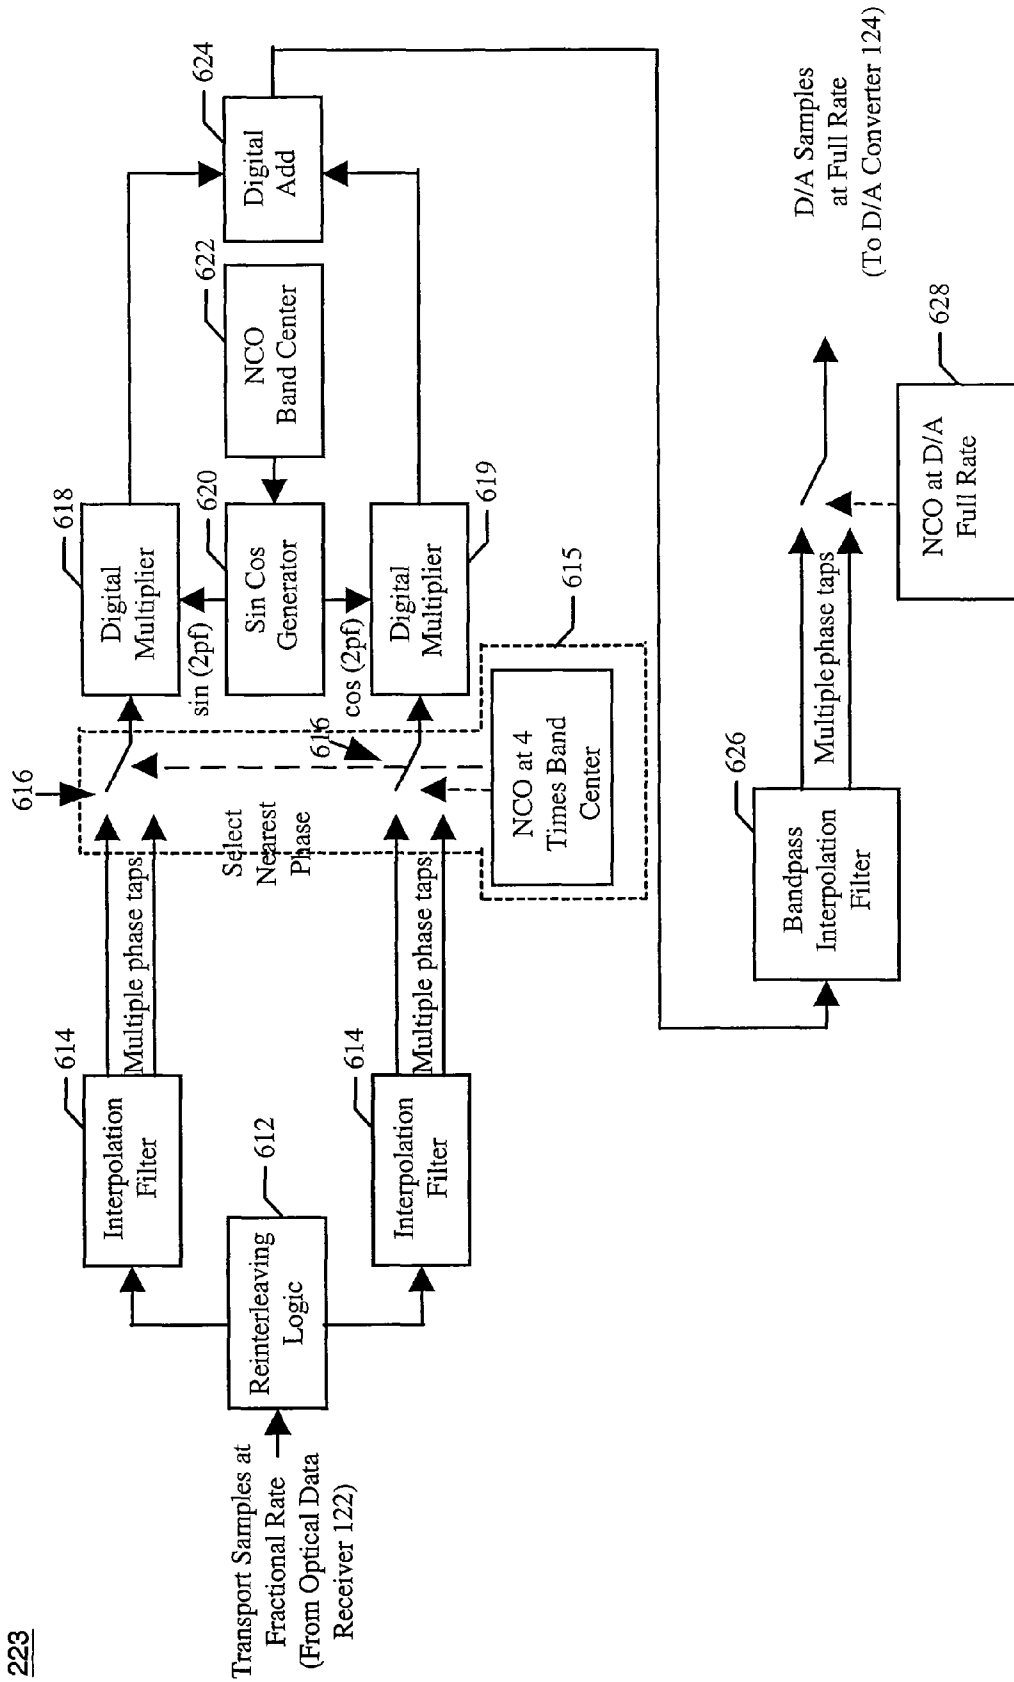 223
Transport Samples at
Fractional Rate
(From Optical Data
Receiver 122)
Reinterleaving
Logic
612
Interpolation
Filter
614
Interpolation
Filter
614
Multiple phase taps
Multiple phase taps
Select
Nearest
Phase
616
616
NCO at 4
Times Band
Center
615
Digital
Multiplier
618
sin (2pf)
Sin Cos
Generator
620
cos (2pf)
Digital
Multiplier
619
NCO
Band Center
622
Digital
Add
624
Bandpass
Interpolation
Filter
626
Multiplephase taps
NCO at D/A
Full Rate
628
D/A Samples
at Full Rate
(To D/A Converter 124)